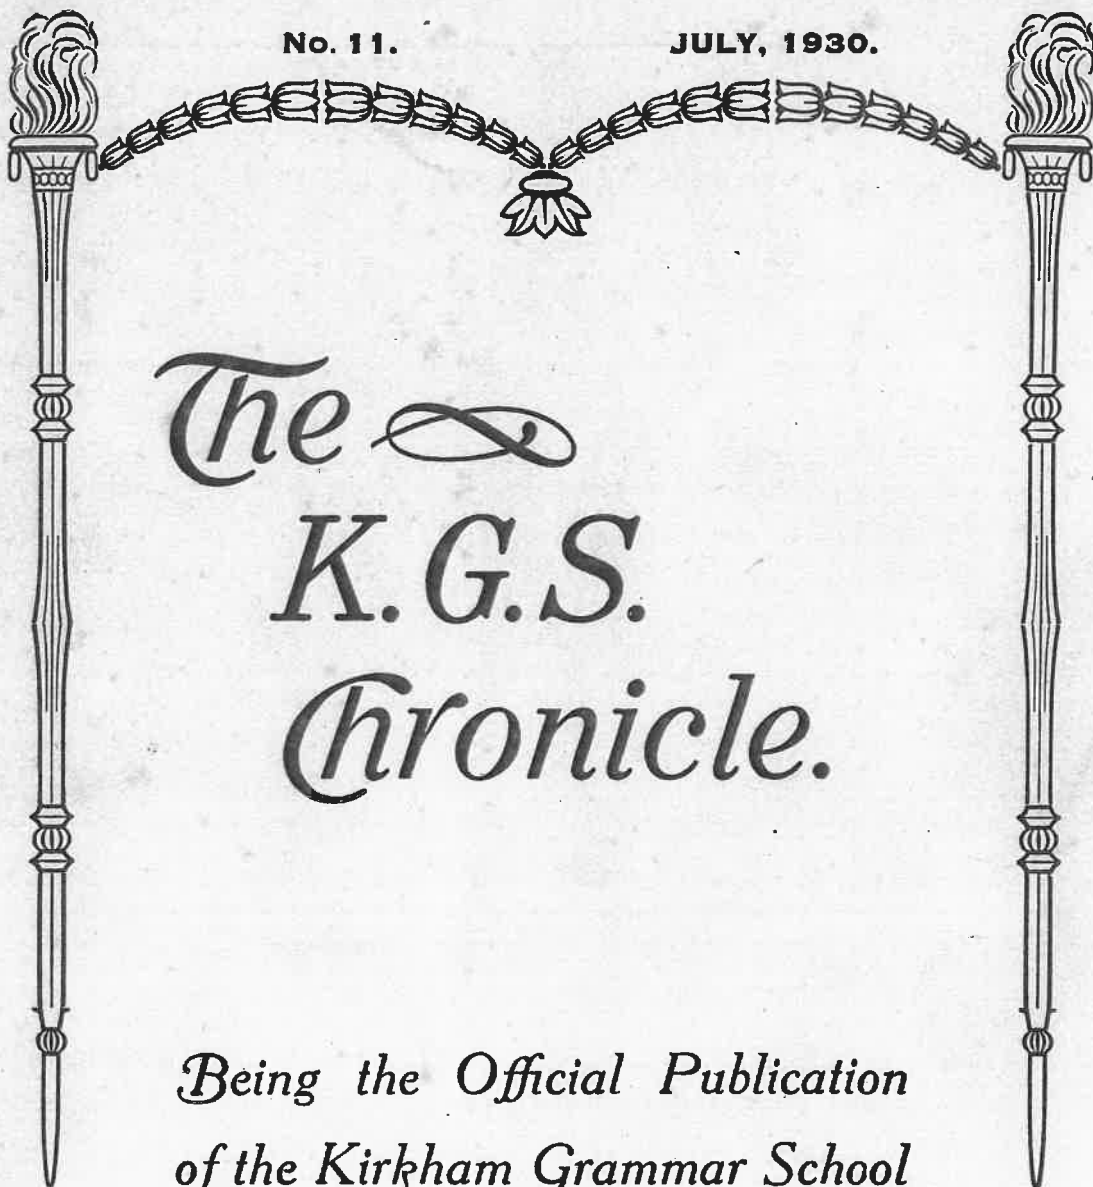 No. 11. JULY, 1930.
The
K. G. S.
Chronicle.
Being the Official Publication
of the Kirkham Grammar School